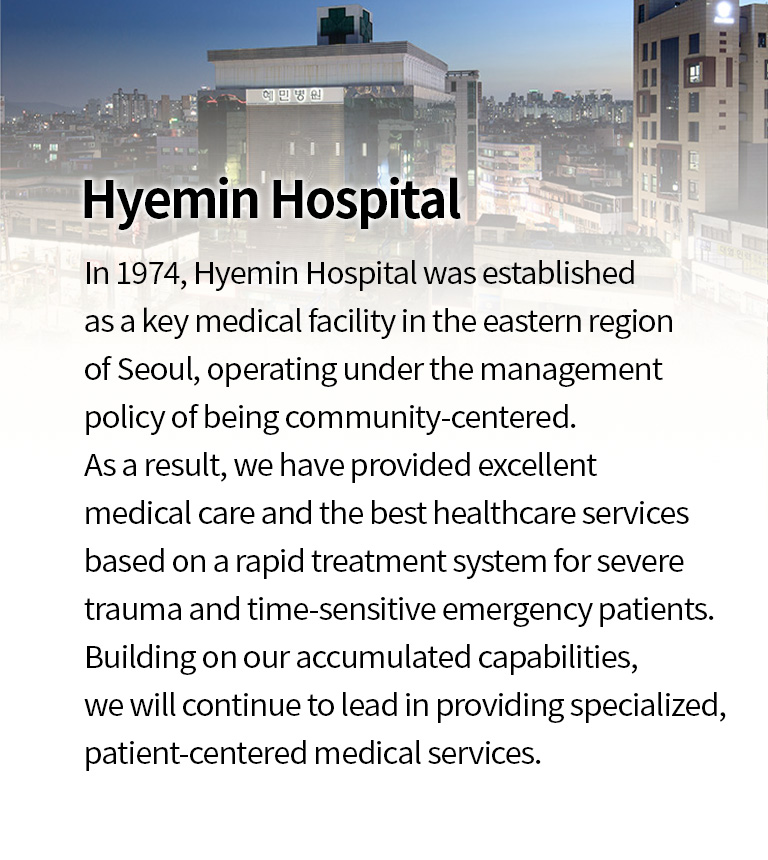 혜민병원
Hyemin Hospital
In 1974, Hyemin Hospital was established
as a key medical facility in the eastern region
of Seoul, operating under the management
policy of being community-centered.
As a result, we have provided excellent
medical care and the best healthcare services
based on a rapid treatment system for severe
trauma and time-sensitive emergency patients.
Building on our accumulated capabilities,
we will continue to lead in providing specialized,
patient-centered medical services.